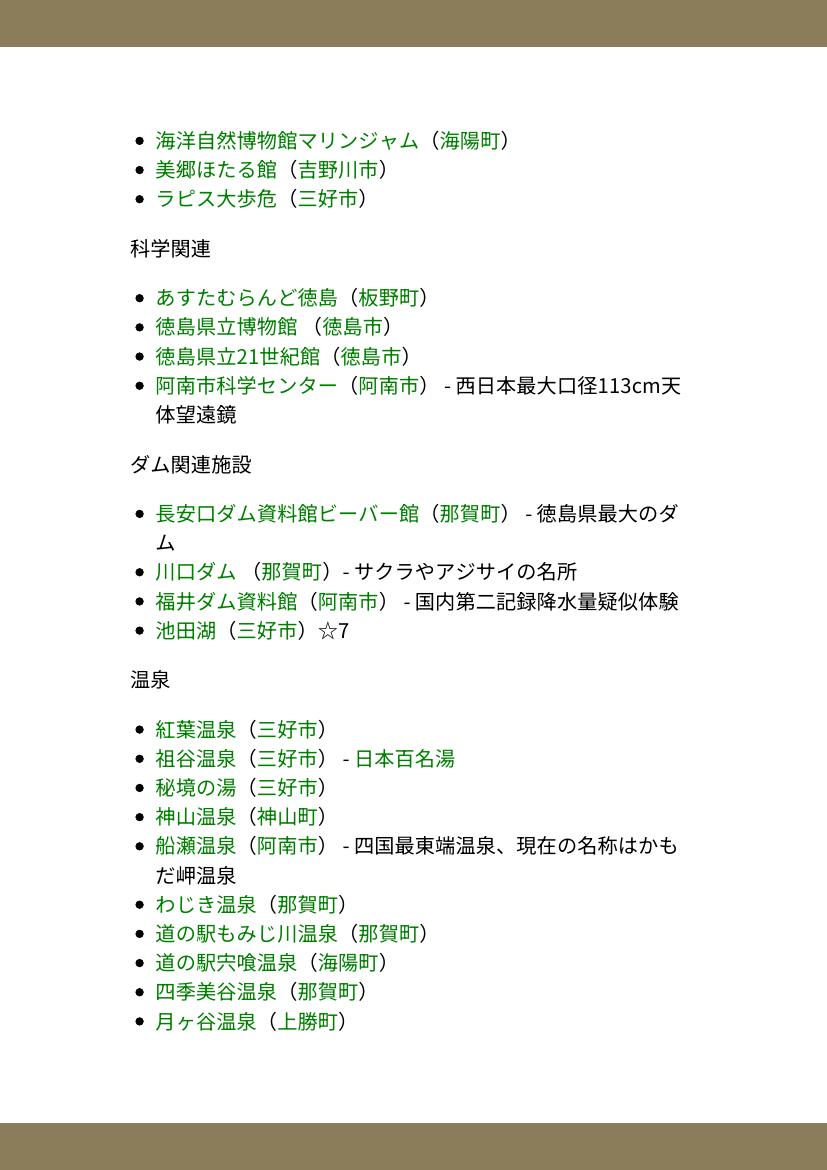 海洋自然博物館マリンジャム（海陽町）
美郷ほたる館（吉野川市）
ラピス大歩危（三好市）
科学関連
あすたむらんど徳島（板野町）
徳島県立博物館 （徳島市）
徳島県立21世紀館（徳島市）
阿南市科学センター（阿南市） - 西日本最大口径113cm天
体望遠鏡
ダム関連施設
長安口ダム資料館ビーバー館（那賀町） - 徳島県最大のダ
ム
川口ダム （那賀町）- サクラやアジサイの名所
福井ダム資料館（阿南市） - 国内第二記録降水量疑似体験
池田湖（三好市）☆7
温泉
紅葉温泉（三好市）
祖谷温泉（三好市） - 日本百名湯
秘境の湯（三好市）
神山温泉（神山町）
船瀬温泉（阿南市） - 四国最東端温泉、現在の名称はかも
だ岬温泉
わじき温泉（那賀町）
道の駅もみじ川温泉（那賀町）
道の駅宍喰温泉（海陽町）
四季美谷温泉（那賀町）
月ヶ谷温泉（上勝町）